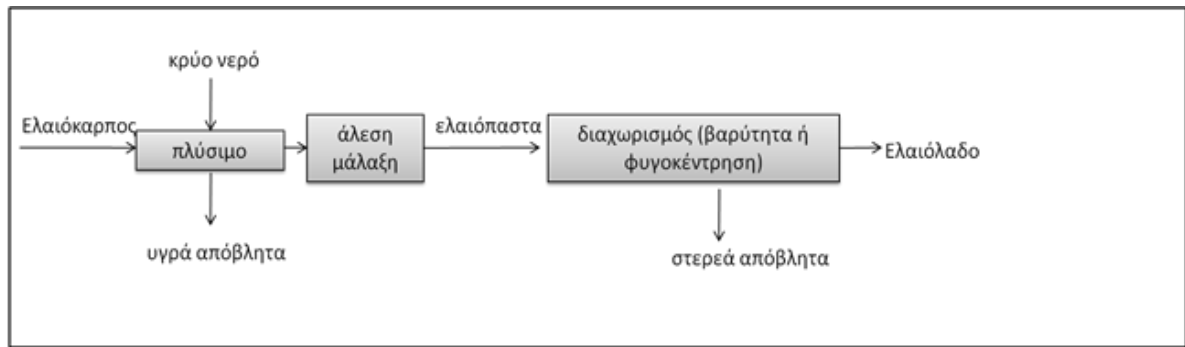 κρύο νερό
Ελαιόκαρπος
πλύσιμο
άλεση
μάλαξη
ελαιόπαστα
διαχωρισμός (βαρύτητα ή
φυγοκέντρηση)
Ελαιόλαδο
υγρά απόβλητα
στερεά απόβλητα